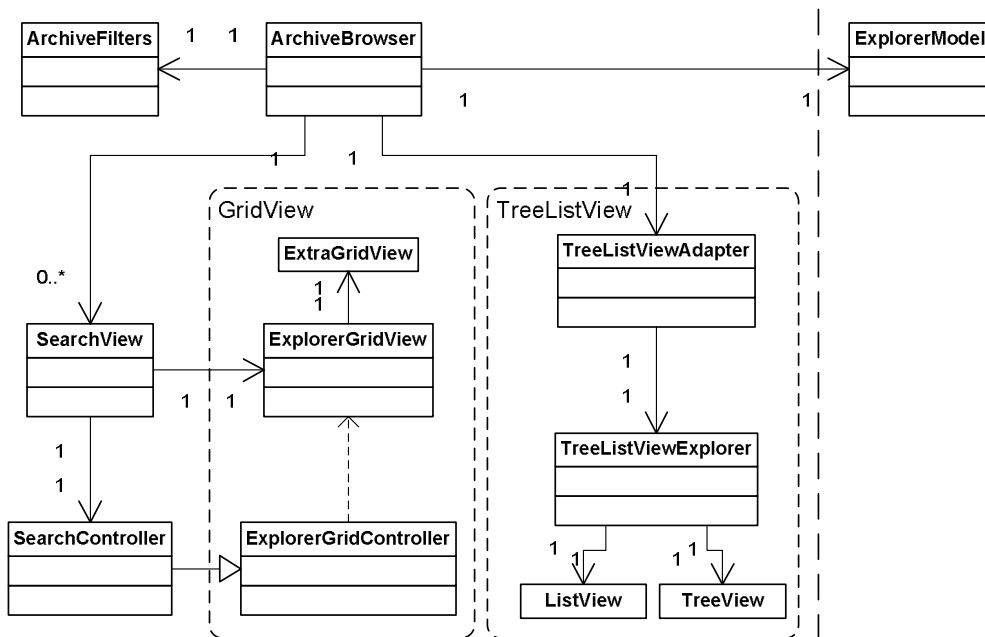 ArchiveFilters
1 1
ArchiveBrowser
ExplorerModel
1 1
1 1
1
GridView
TreeListView
ExtraGridView
TreeListViewAdapter
0..*
1
1
SearchView
ExplorerGridView
1 1
1
1
1
1
TreeListViewExplorer
SearchController
ExplorerGridController
1 1
1 1
ListView
TreeView